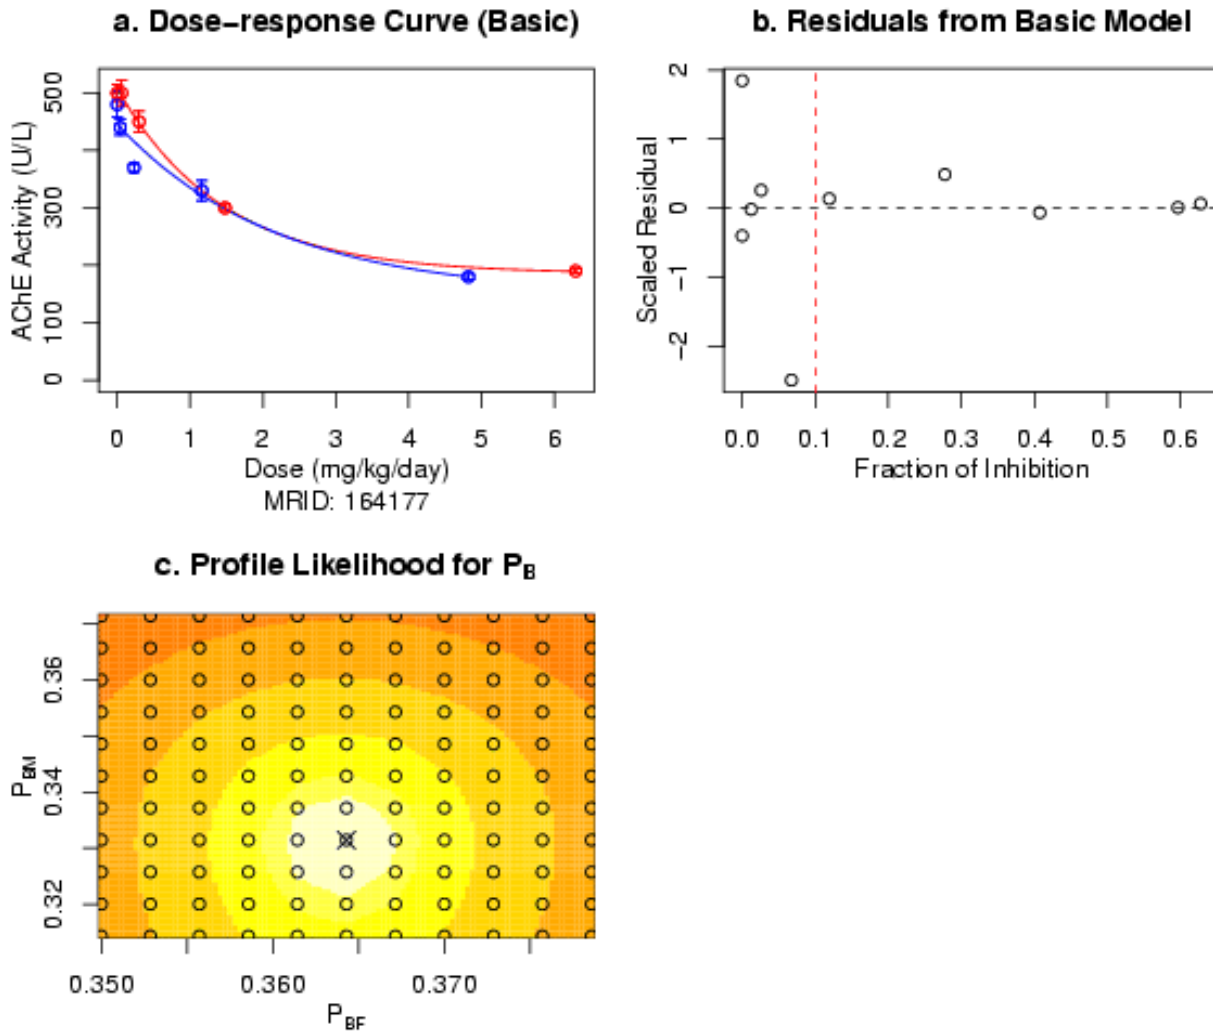 a. Dose–response Curve (Basic)
AChE Activity (U/L)
500
300
100
0
0 1 2 3 4 5 6
Dose (mg/kg/day)
MRID: 164177
b. Residuals from Basic Model
Scaled Residual
2
1
0
−1
−2
0.0 0.1 0.2 0.3 0.4 0.5 0.6
Fraction of Inhibition
c. Profile Likelihood for PB
PBM
0.36
0.34
0.32
0.350 0.360 0.370
PBF